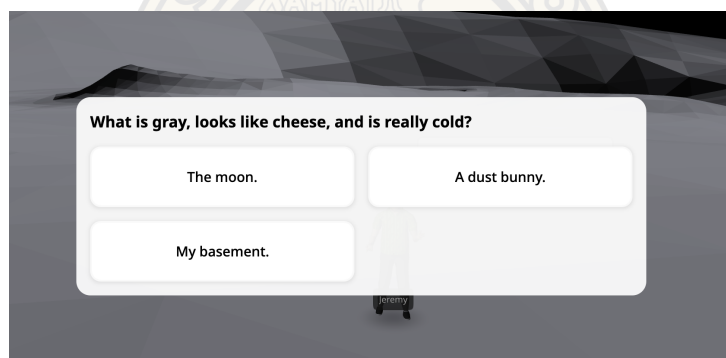 What is gray, looks like cheese, and is really cold?
The moon.
A dust bunny.
My basement.
Jeremy